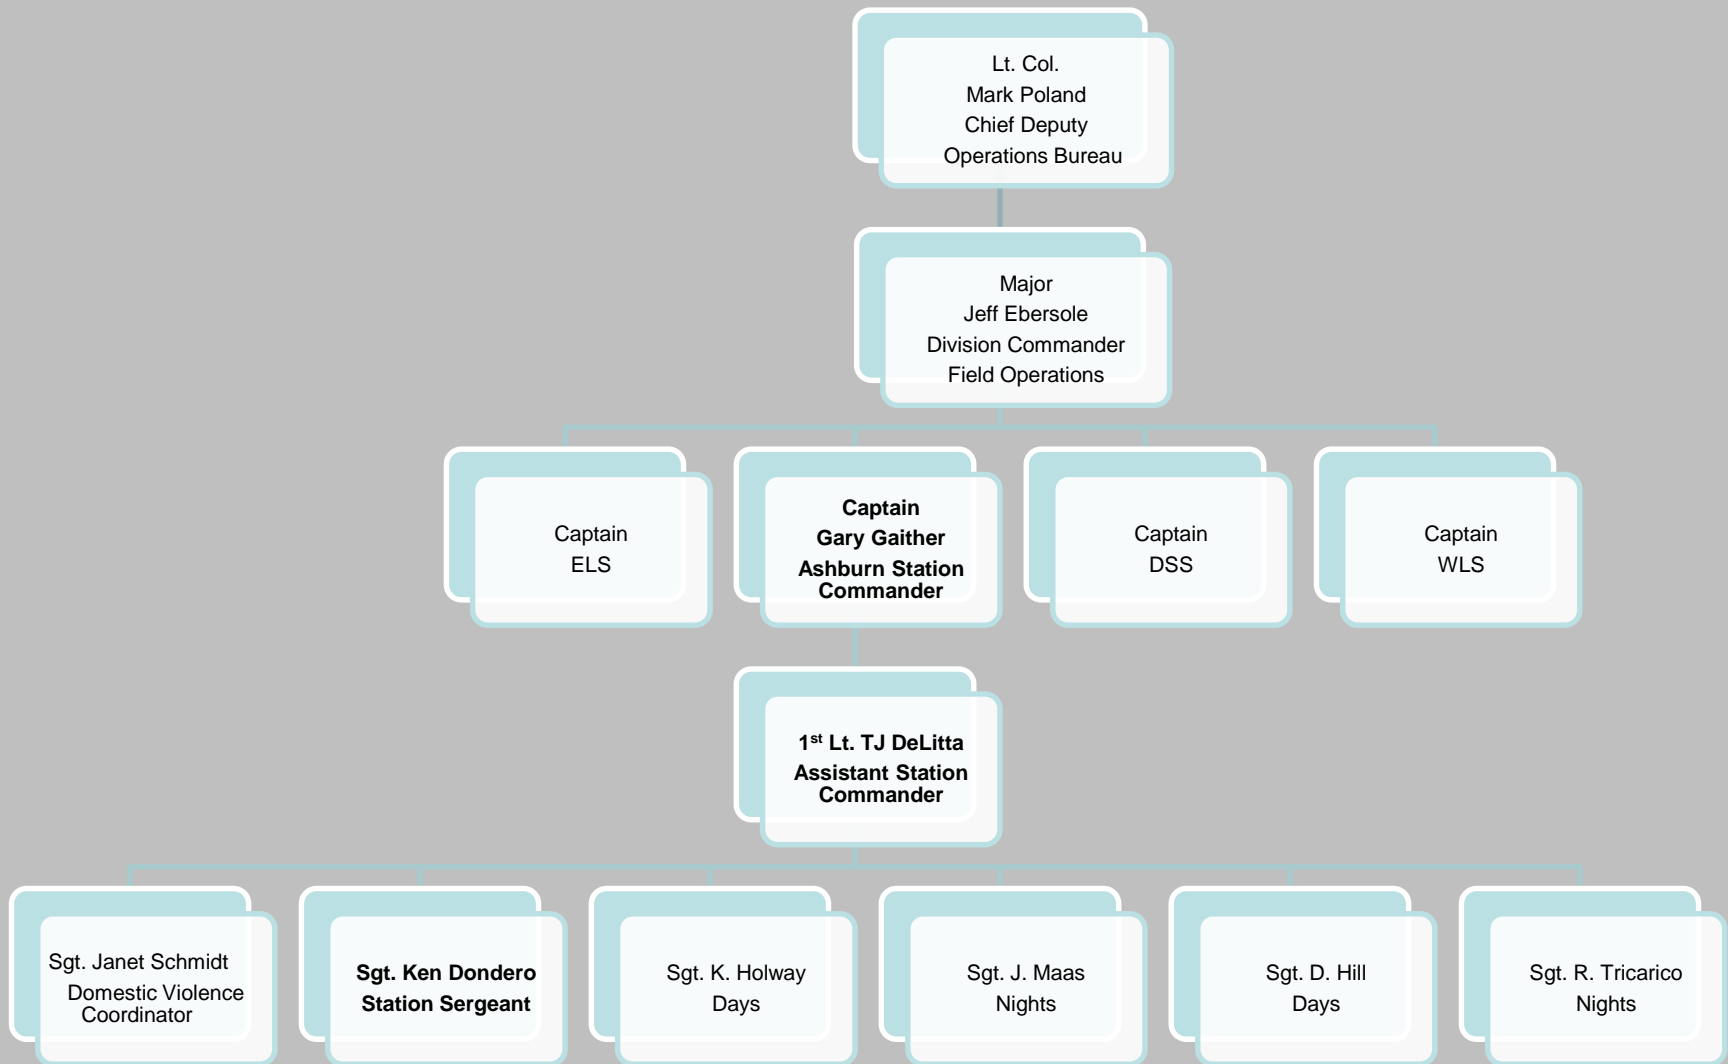 Lt. Col.
Mark Poland
Chief Deputy
Operations Bureau
Major
Jeff Ebersole
Division Commander
Field Operations
Captain
ELS
Captain
Gary Gaither
Ashburn Station
Commander
Captain
DSS
Captain
WLS
1st Lt. TJ DeLitta
Assistant Station
Commander
Sgt. Janet Schmidt
Domestic Violence
Coordinator
Sgt. Ken Dondero
Station Sergeant
Sgt. K. Holway
Days
Sgt. J. Maas
Nights
Sgt. D. Hill
Days
Sgt. R. Tricarico
Nights